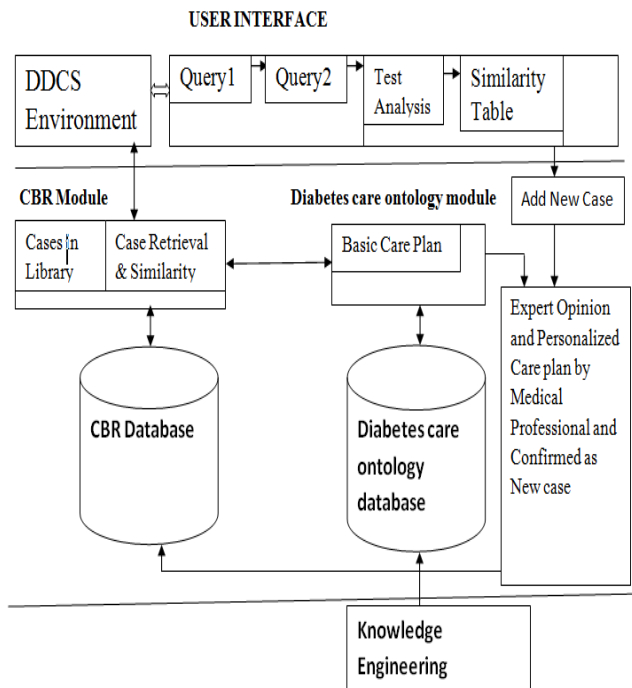 USER INTERFACE
DDCS
Environment
Query1
Query2
Test
Analysis
Similarity
Table
CBR Module
Diabetes care ontology module
Add New Case
Cases in
Library
Case Retrieval
& Similarity
Basic Care Plan
Expert Opinion
and Personalized
Care plan by
Medical
Professional and
Confirmed as
New case
CBR Database
Diabetes care
ontology
database
Knowledge
Engineering